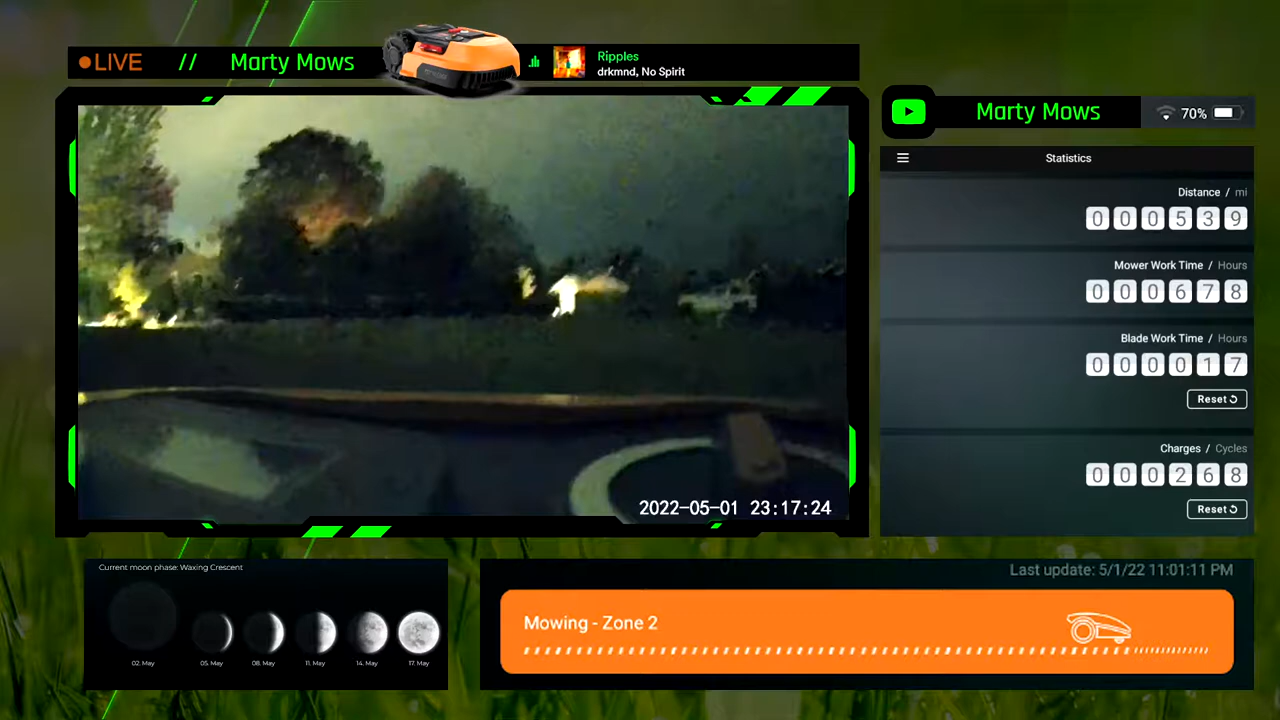 LIVE // Marty Mows
Ripples
drkmnd, No Spirit
Marty Mows
70%
Statistics
Distance / mi
000539
Mower Work Time / Hours
000678
Blade Work Time / Hours
000017
Reset
Charges / Cycles
000268
Reset
2022-05-01 23:17:24
Current moon phase: Waxing Crescent
02. May 05. May 08. May 11. May 14. May 17. May
Last update: 5/1/22 11:01:11 PM
Mowing - Zone 2